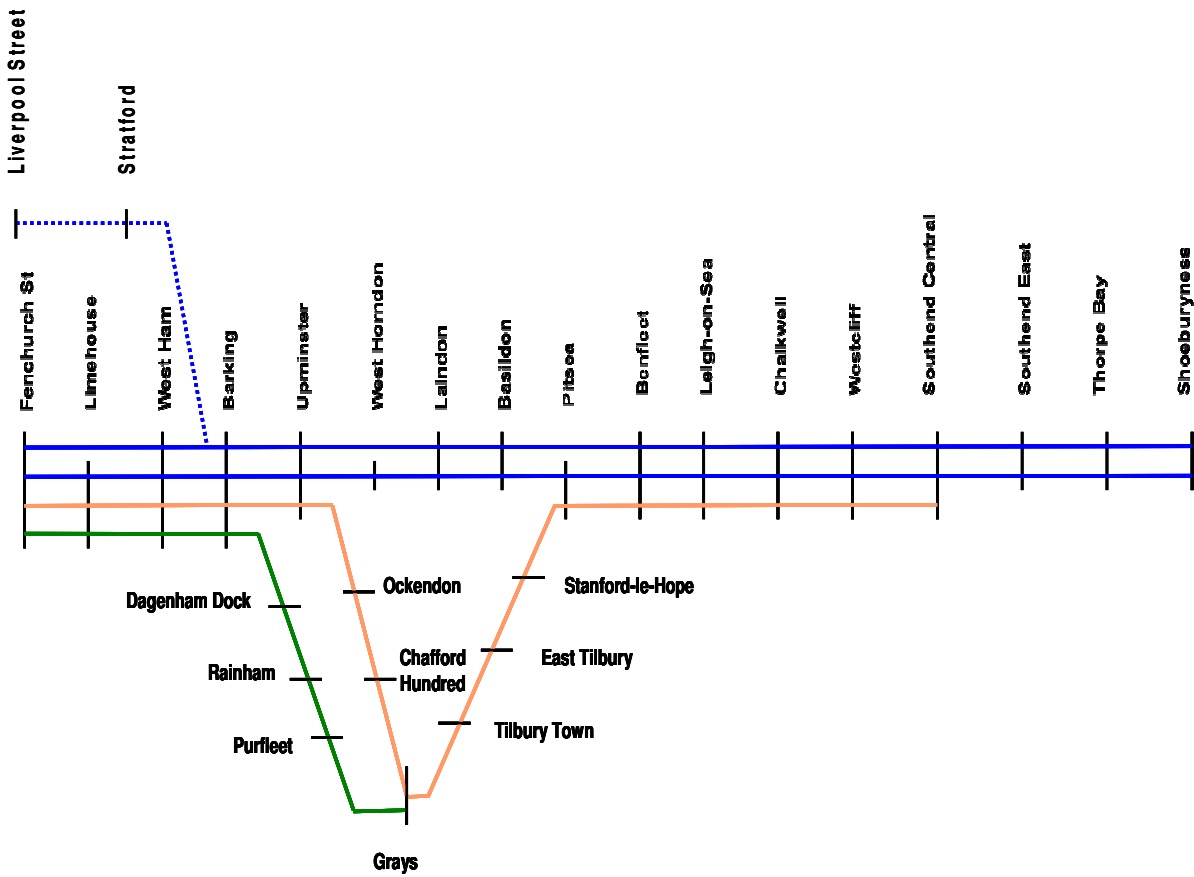 Liverpool Street
Stratford
Fenchurch St
Limehouse
West Ham
Barking
Upminster
West Horndon
Laindon
Basildon
Pitsea
Benfleet
Leigh-on-Sea
Chalkwell
Westcliff
Southend Central
Southend East
Thorpe Bay
Shoeburyness
Ockendon
Stanford-le-Hope
Dagenham Dock
Chafford
Hundred
East Tilbury
Rainham
Tilbury Town
Purfleet
Grays